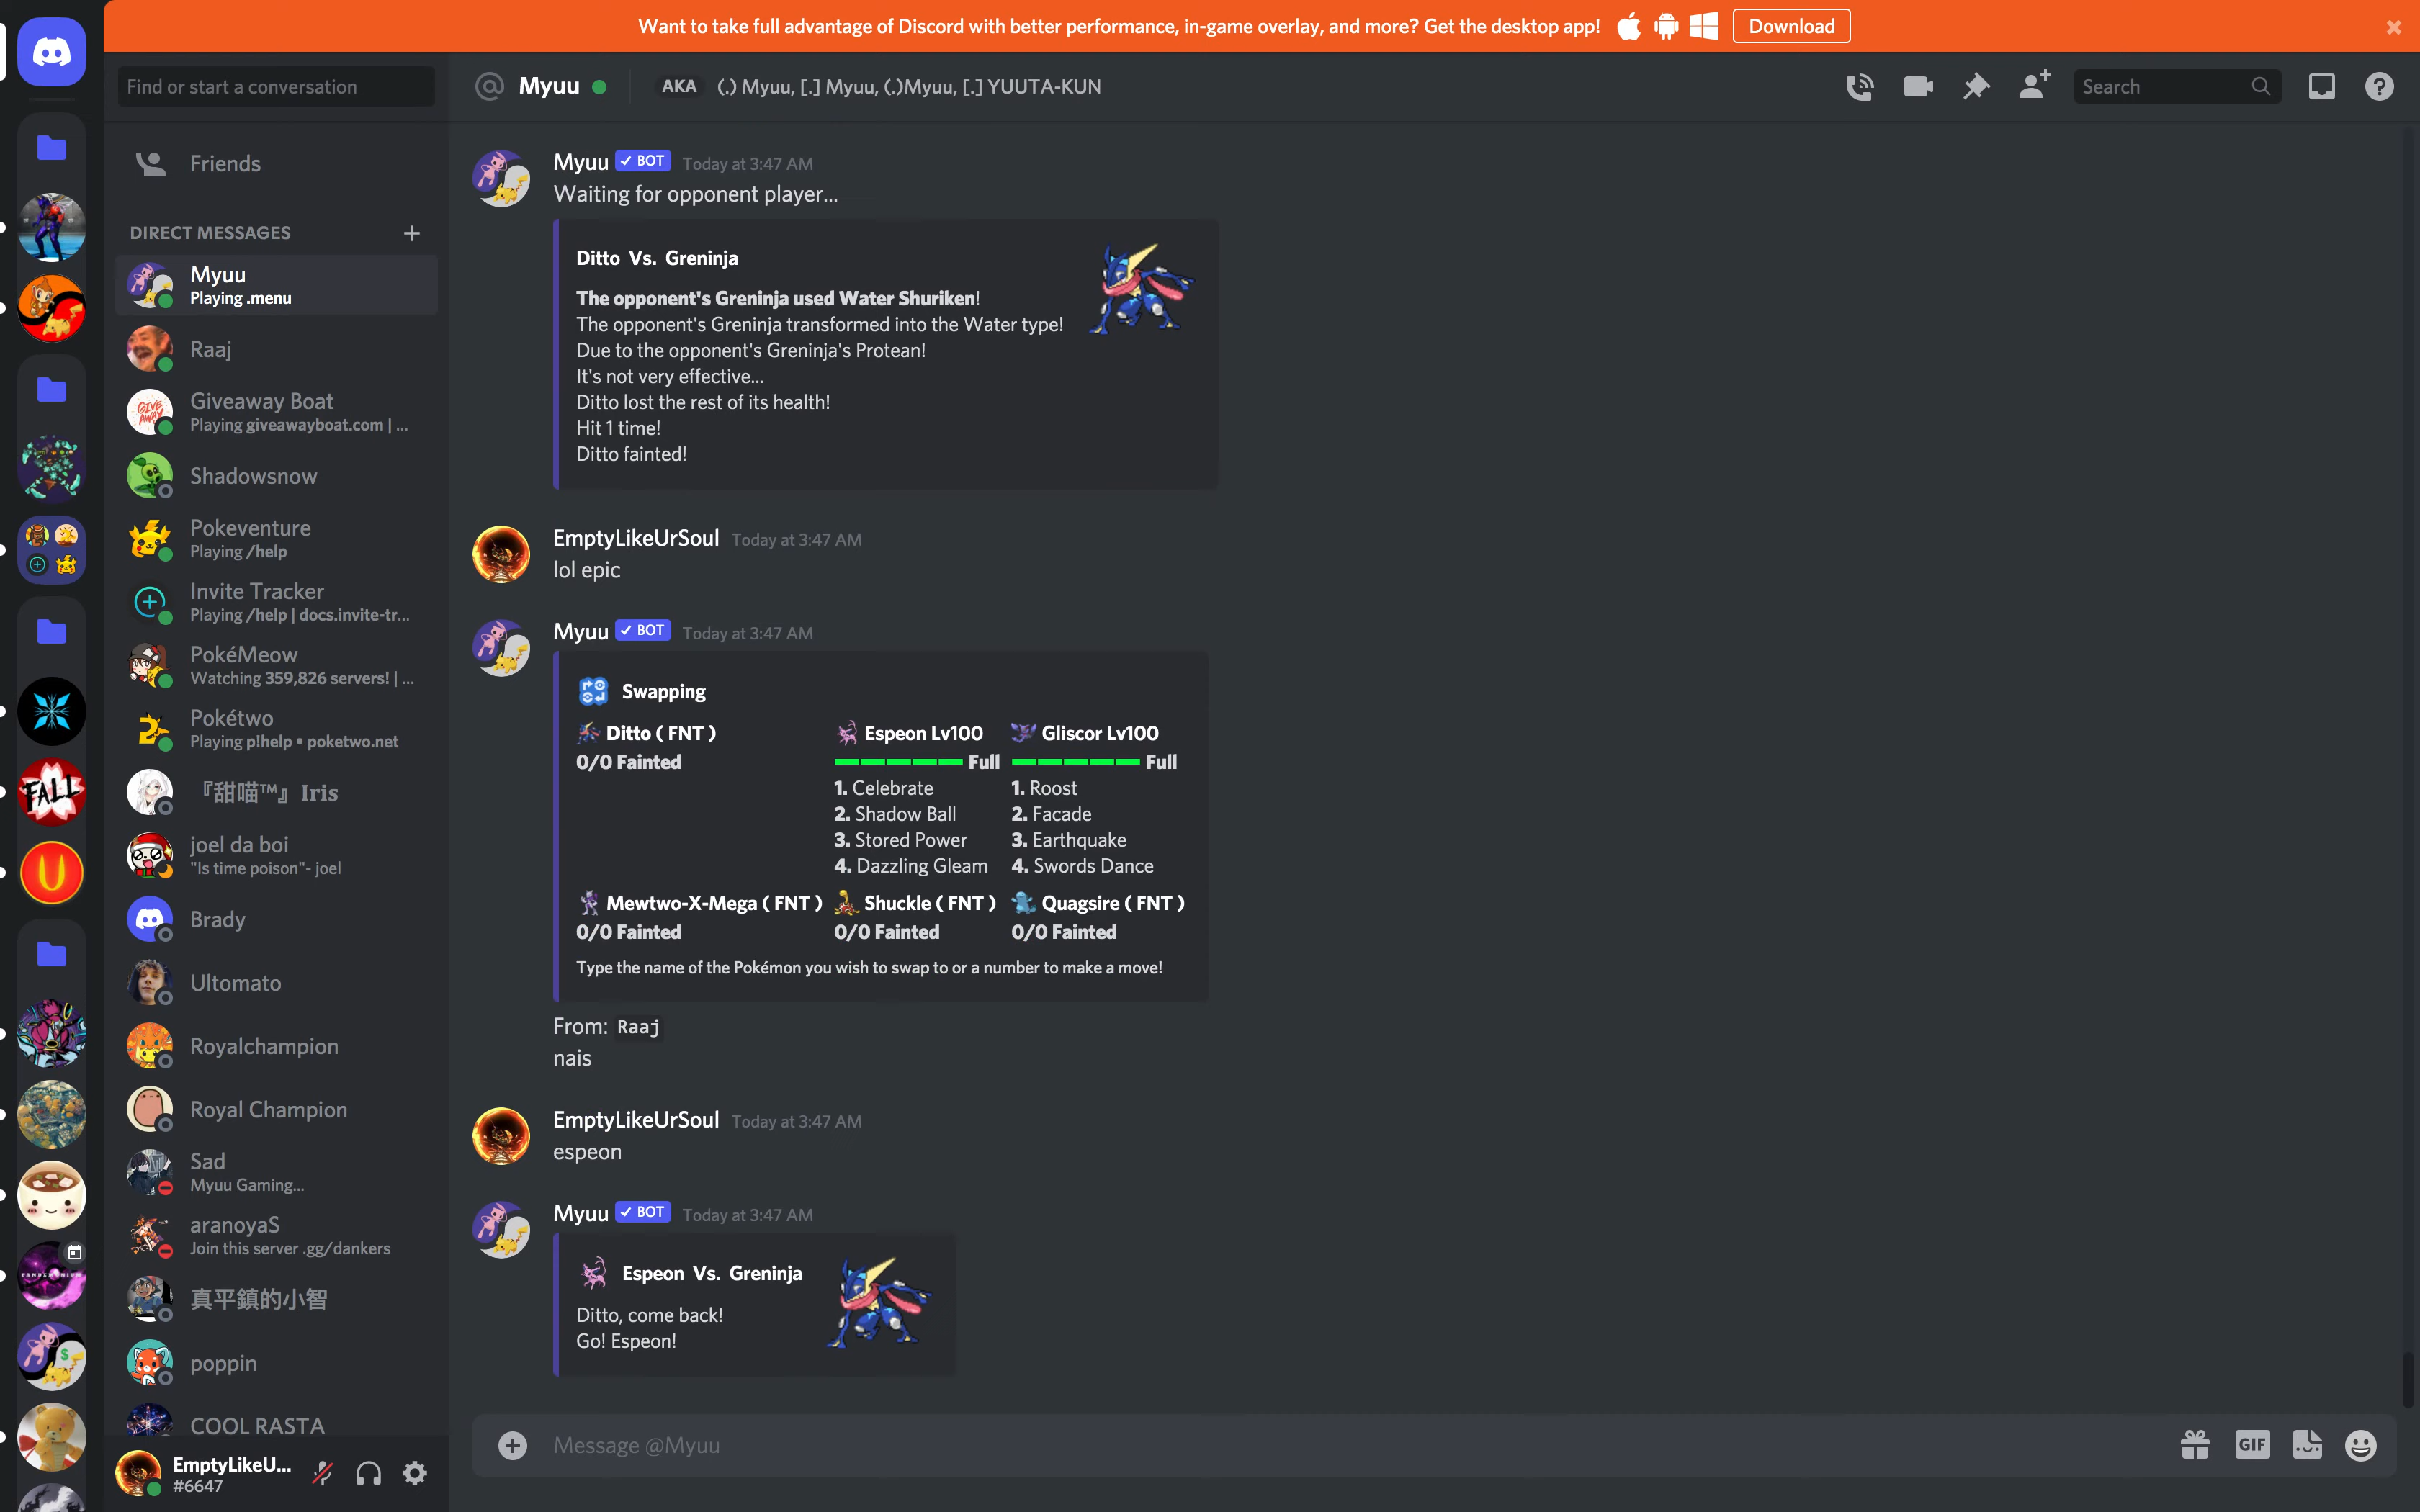 Want to take full advantage of Discord with better performance, in-game overlay, and more? Get the desktop app!
Download
Find or start a conversation
Myuu
AKA
(.) Myuu, [.] Myuu, (.)Myuu, [.] YUUTA-KUN
Search
Friends
DIRECT MESSAGES
Myuu
Playing .menu
Raaj
GIVE AWAY
Giveaway Boat
Playing giveawayboat.com | ...
Shadowsnow
Pokeventure
Playing /help
Invite Tracker
Playing /help | docs.invite-tr...
PokéMeow
Watching 359,826 servers! | ...
Pokétwo
Playing p!help • poketwo.net
『甜喵™』Iris
joel da boi
"Is time poison"- joel
Brady
Ultomato
Royalchampion
Royal Champion
Sad
Myuu Gaming...
aranoyaS
Join this server .gg/dankers
真平鎮的小智
poppin
COOL RASTA
EmptyLikeU...
#6647
FALL
U
Myuu
BOT
Today at 3:47 AM
Waiting for opponent player...
Ditto Vs. Greninja
The opponent's Greninja used Water Shuriken!
The opponent's Greninja transformed into the Water type!
Due to the opponent's Greninja's Protean!
It's not very effective...
Ditto lost the rest of its health!
Hit 1 time!
Ditto fainted!
EmptyLikeUrSoul
Today at 3:47 AM
lol epic
Myuu
BOT
Today at 3:47 AM
Swapping
Ditto ( FNT )
0/0 Fainted
Espeon Lv100
Full
1. Celebrate
2. Shadow Ball
3. Stored Power
4. Dazzling Gleam
Gliscor Lv100
Full
1. Roost
2. Facade
3. Earthquake
4. Swords Dance
Mewtwo-X-Mega ( FNT )
0/0 Fainted
Shuckle ( FNT )
0/0 Fainted
Quagsire ( FNT )
0/0 Fainted
Type the name of the Pokémon you wish to swap to or a number to make a move!
From: Raaj
nais
EmptyLikeUrSoul
Today at 3:47 AM
espeon
Myuu
BOT
Today at 3:47 AM
Espeon Vs. Greninja
Ditto, come back!
Go! Espeon!
Message @Myuu
GIF